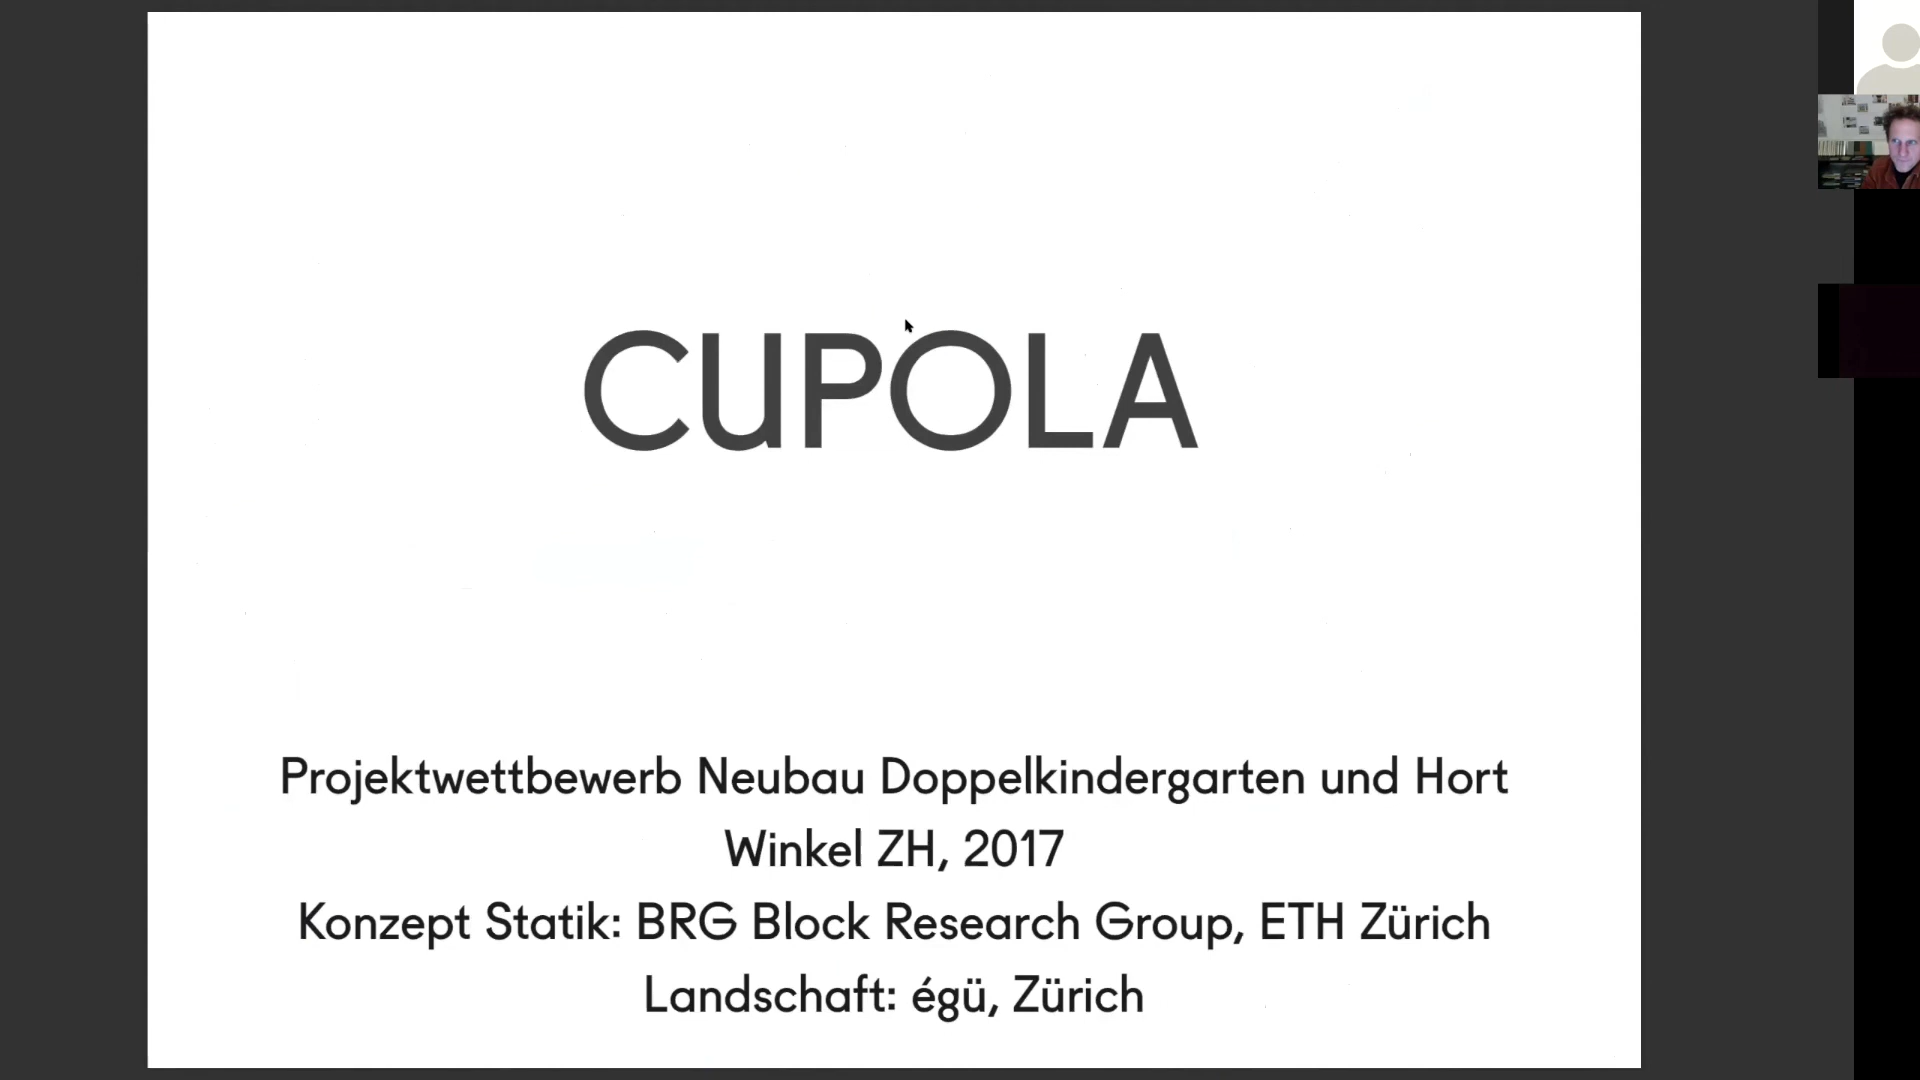 CUPOLA
Projektwettbewerb Neubau Doppelkindergarten und Hort
Winkel ZH, 2017
Konzept Statik: BRG Block Research Group, ETH Zürich
Landschaft: égü, Zürich